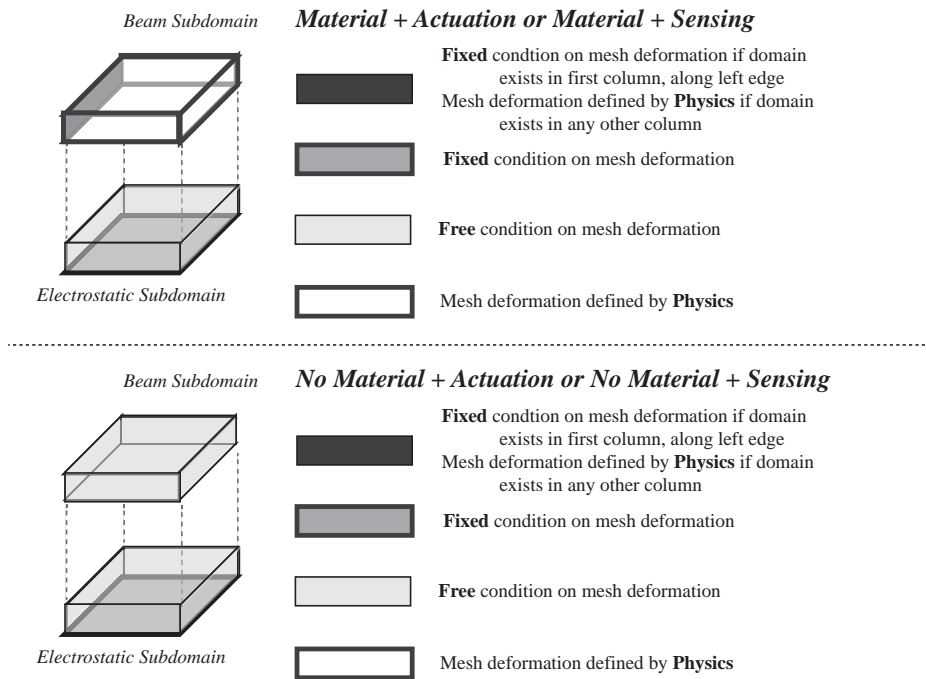 Beam Subdomain
Material + Actuation or Material + Sensing
Fixed condtion on mesh deformation if domain
exists in first column, along left edge
Mesh deformation defined by Physics if domain
exists in any other column
Fixed condition on mesh deformation
Free condition on mesh deformation
Electrostatic Subdomain
Mesh deformation defined by Physics
Beam Subdomain
No Material + Actuation or No Material + Sensing
Fixed condtion on mesh deformation if domain
exists in first column, along left edge
Mesh deformation defined by Physics if domain
exists in any other column
Fixed condition on mesh deformation
Free condition on mesh deformation
Electrostatic Subdomain
Mesh deformation defined by Physics